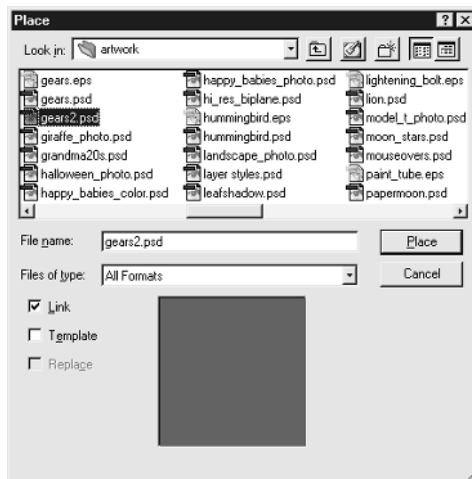 Place
Look in: artwork
gears.eps happy_babies_photo.psd lightening_bolt.eps
gears.psd hi_res_biplane.psd lion.psd
gears2.psd hummingbird.eps model_t_photo.psd
giraffe_photo.psd hummingbird.psd moon_stars.psd
grandma20s.psd landscape_photo.psd mouseovers.psd
halloween_photo.psd layer styles.psd paint_tube.eps
happy_babies_color.psd leafshadow.psd papermoon.psd
File name: gears2.psd Place
Files of type: All Formats Cancel
Link
Template
Replace